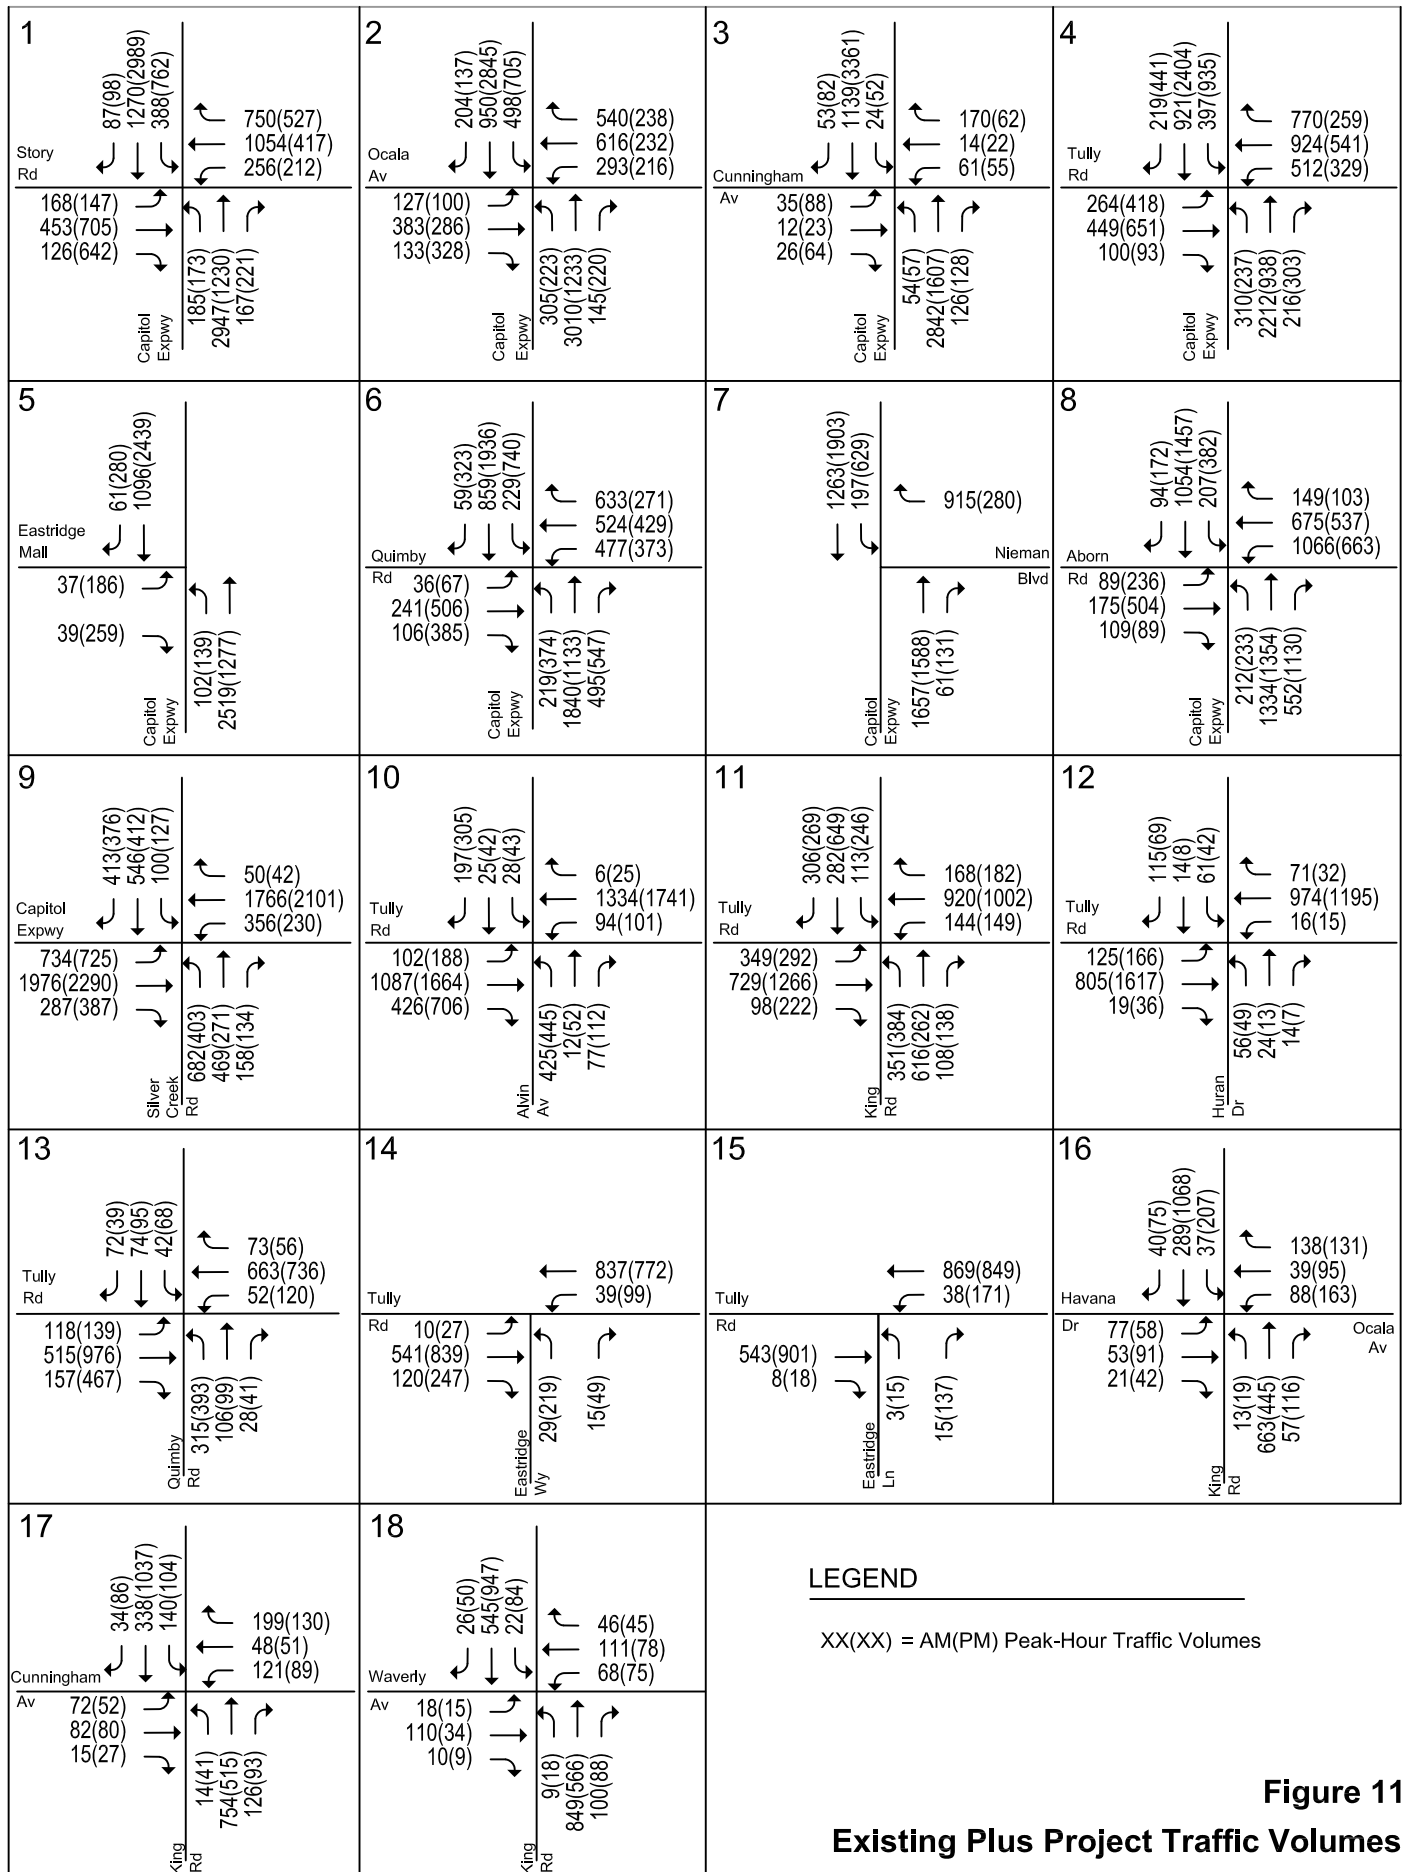 1
87(98)
1270(2989)
388(762)
750(527)
1054(417)
256(212)
Story
Rd
168(147)
453(705)
126(642)
185(173)
2947(1230)
167(221)
Capitol
Expwy
2
204(137)
950(2845)
498(705)
540(238)
616(232)
293(216)
Ocala
Av
127(100)
383(286)
133(328)
305(223)
3010(1233)
145(220)
Capitol
Expwy
3
53(82)
1139(3361)
24(52)
170(62)
14(22)
61(55)
Cunningham
Av
35(88)
12(23)
26(64)
54(57)
2842(1607)
126(128)
Capitol
Expwy
4
219(441)
921(2404)
397(935)
770(259)
924(541)
512(329)
Tully
Rd
264(418)
449(651)
100(93)
310(237)
2212(938)
216(303)
Capitol
Expwy
5
61(280)
1096(2439)
Eastridge
Mall
37(186)
39(259)
102(139)
2519(1277)
Capitol
Expwy
6
59(323)
859(1936)
229(740)
633(271)
524(429)
477(373)
Quimby
Rd
36(67)
241(506)
106(385)
219(374)
1840(1133)
495(547)
Capitol
Expwy
7
1263(1903)
197(629)
915(280)
Nieman
Blvd
1657(1588)
61(131)
Capitol
Expwy
8
94(172)
1054(1457)
207(382)
149(103)
675(537)
1066(663)
Aborn
Rd
89(236)
175(504)
109(89)
212(233)
1334(1354)
552(1130)
Capitol
Expwy
9
413(376)
546(412)
100(127)
50(42)
1766(2101)
356(230)
Capitol
Expwy
734(725)
1976(2290)
287(387)
682(403)
469(271)
158(134)
Silver
Creek
Rd
10
197(305)
25(42)
28(43)
6(25)
1334(1741)
94(101)
Tully
Rd
102(188)
1087(1664)
426(706)
425(445)
12(52)
77(112)
Alvin
Av
11
306(269)
282(649)
113(246)
168(182)
920(1002)
144(149)
Tully
Rd
349(292)
729(1266)
98(222)
351(384)
616(262)
108(138)
King
Rd
12
115(69)
14(8)
61(42)
71(32)
974(1195)
16(15)
Tully
Rd
125(166)
805(1617)
19(36)
56(49)
24(13)
14(7)
Huran
Dr
13
72(39)
74(95)
42(68)
73(56)
663(736)
52(120)
Tully
Rd
118(139)
515(976)
157(467)
315(393)
106(99)
28(41)
Quimby
Rd
14
837(772)
39(99)
Tully
Rd
10(27)
541(839)
120(247)
29(219)
15(49)
Eastridge
Wy
15
869(849)
38(171)
Tully
Rd
543(901)
8(18)
3(15)
15(137)
Eastridge
Ln
16
40(75)
289(1068)
37(207)
138(131)
39(95)
88(163)
Havana
Dr
Ocala
Av
77(58)
53(91)
21(42)
13(19)
663(445)
57(116)
King
Rd
17
34(86)
338(1037)
140(104)
199(130)
48(51)
121(89)
Cunningham
Av
72(52)
82(80)
15(27)
14(41)
754(515)
126(93)
King
Rd
18
26(50)
545(947)
22(84)
46(45)
111(78)
68(75)
Waverly
Av
18(15)
110(34)
10(9)
9(18)
849(566)
100(88)
King
Rd
LEGEND
XX(XX) = AM(PM) Peak-Hour Traffic Volumes
Figure 11
Existing Plus Project Traffic Volumes